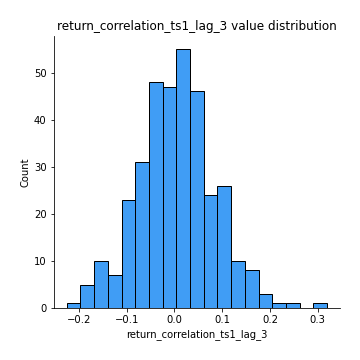 return_correlation_ts1_lag_3 value distribution
Count
50
40
30
20
10
0
−0.2 −0.1 0.0 0.1 0.2 0.3
return_correlation_ts1_lag_3